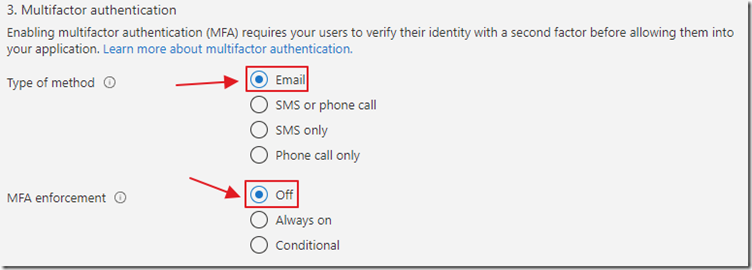 3. Multifactor authentication
Enabling multifactor authentication (MFA) requires your users to verify their identity with a second factor before allowing them into
your application. Learn more about multifactor authentication.
Type of method
Email
SMS or phone call
SMS only
Phone call only
MFA enforcement
Off
Always on
Conditional